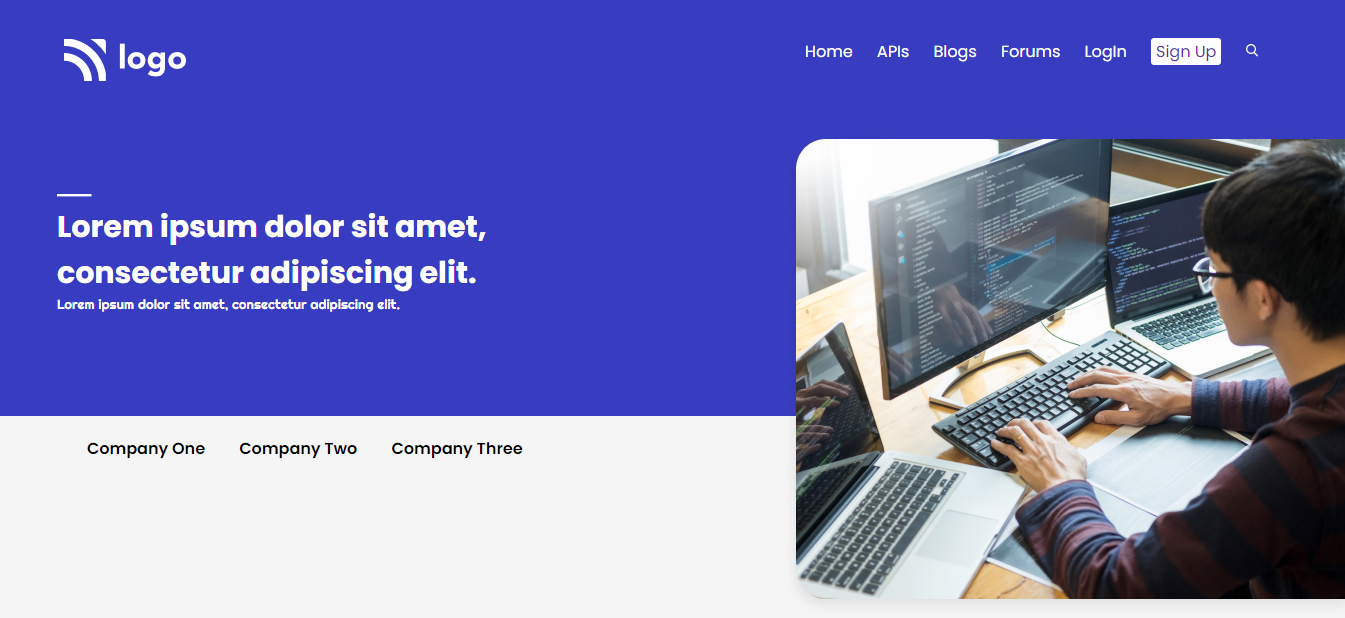 logo
Home APIs Blogs Forums LogIn Sign Up
Lorem ipsum dolor sit amet,
consectetur adipiscing elit.
Lorem ipsum dolor sit amet, consectetur adipiscing elit.
Company One Company Two Company Three